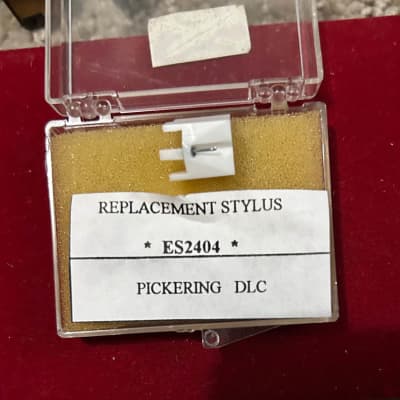 REPLACEMENT STYLUS
* ES2404 *
PICKERING DLC